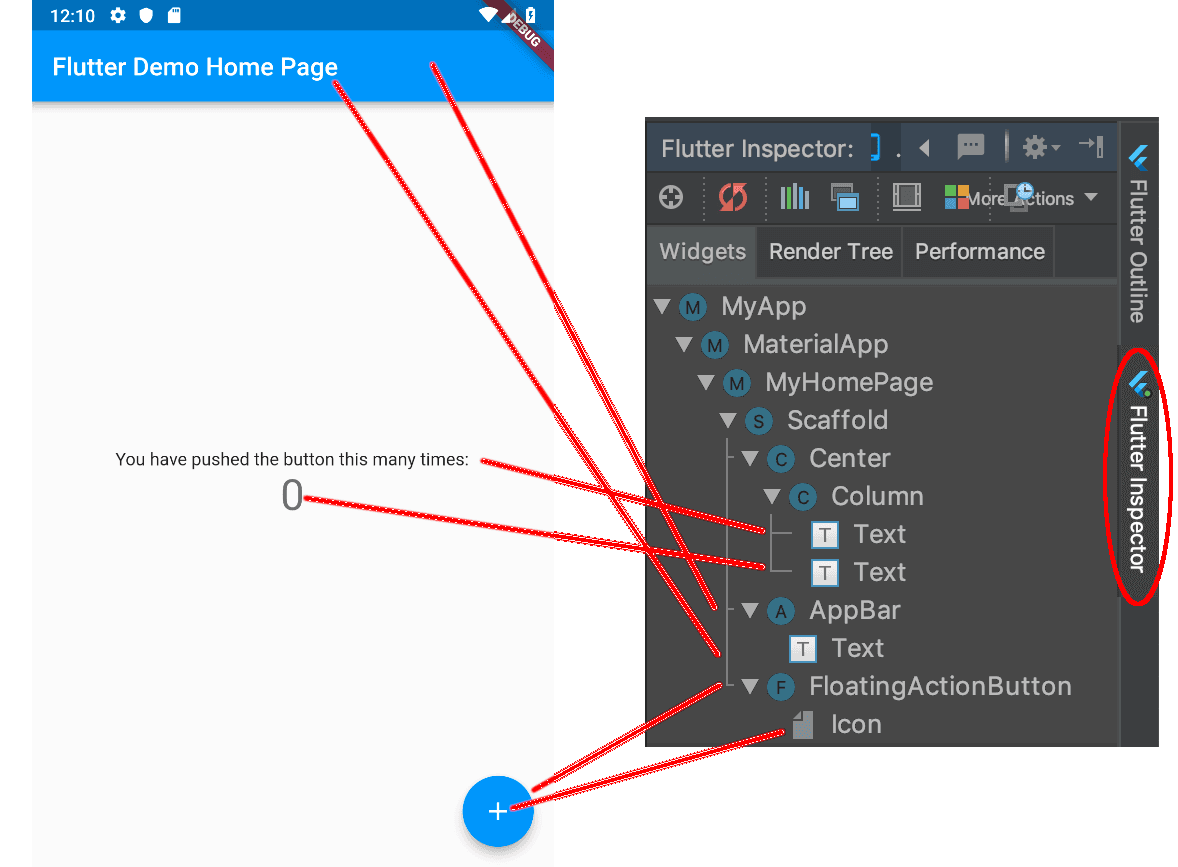 12:10
DEBUG
Flutter Demo Home Page
You have pushed the button this many times:
0
Flutter Inspector:
More Actions
Widgets
Render Tree
Performance
M MyApp
M MaterialApp
M MyHomePage
S Scaffold
C Center
C Column
T Text
T Text
A AppBar
T Text
F FloatingActionButton
Icon
Flutter Outline
Flutter Inspector